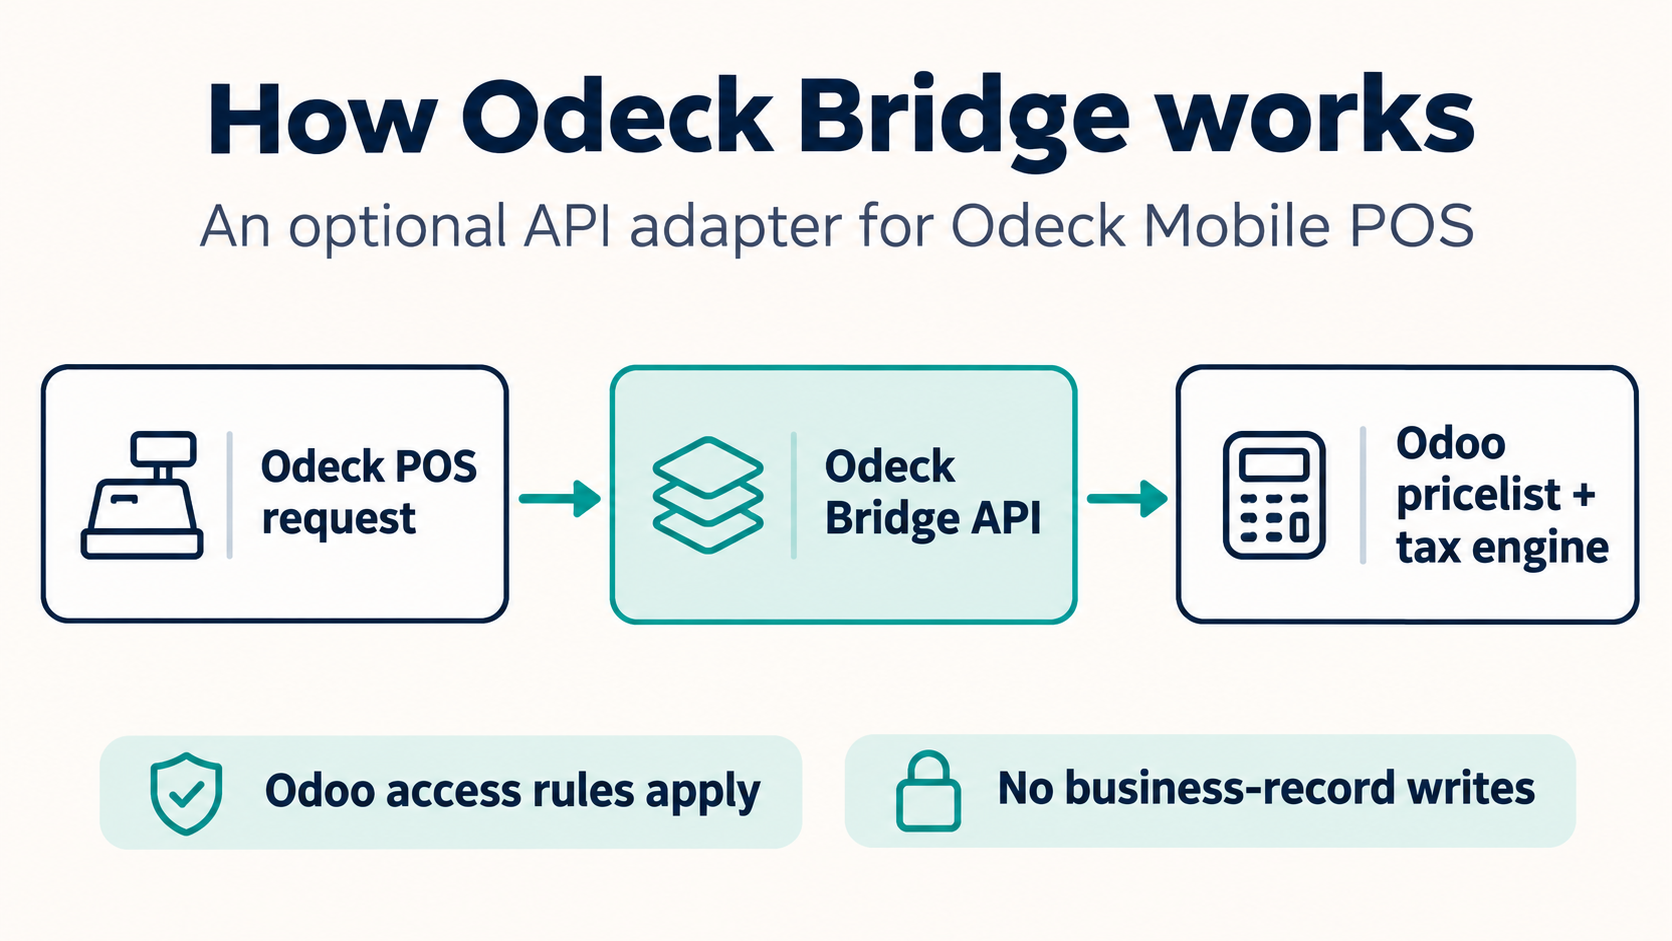 How Odeck Bridge works
An optional API adapter for Odeck Mobile POS
Odeck POS
request
Odeck
Bridge API
Odoo
pricelist +
tax engine
Odoo access rules apply
No business-record writes